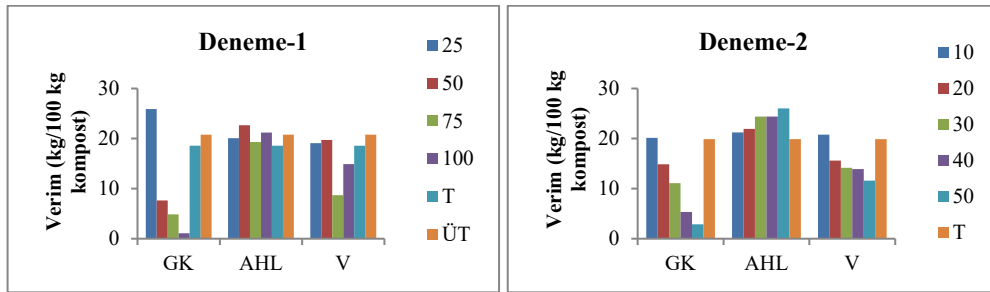 Deneme-1
Verim (kg/100 kg
kompost)
30
20
10
0
GK
AHL
V
25
50
75
100
T
ÜT
Deneme-2
Verim (kg/100 kg
kompost)
30
20
10
0
GK
AHL
V
10
20
30
40
50
T